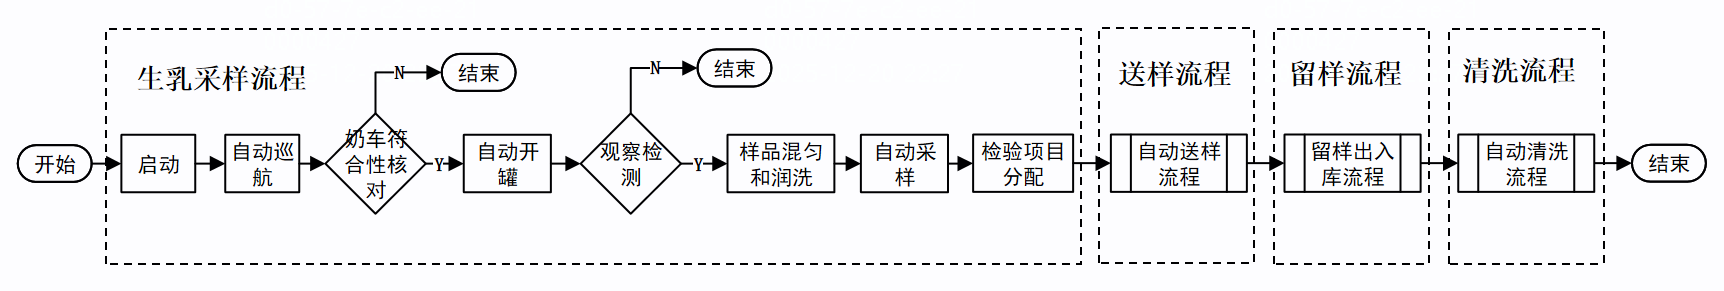 生乳采样流程
送样流程
留样流程
清洗流程
N
结束
N
结束
开始
启动
自动巡
航
奶车符
合性核
对
Y
自动开
罐
观察检
测
Y
样品混匀
和润洗
自动采
样
检验项目
分配
自动送样
流程
留样出入
库流程
自动清洗
流程
结束